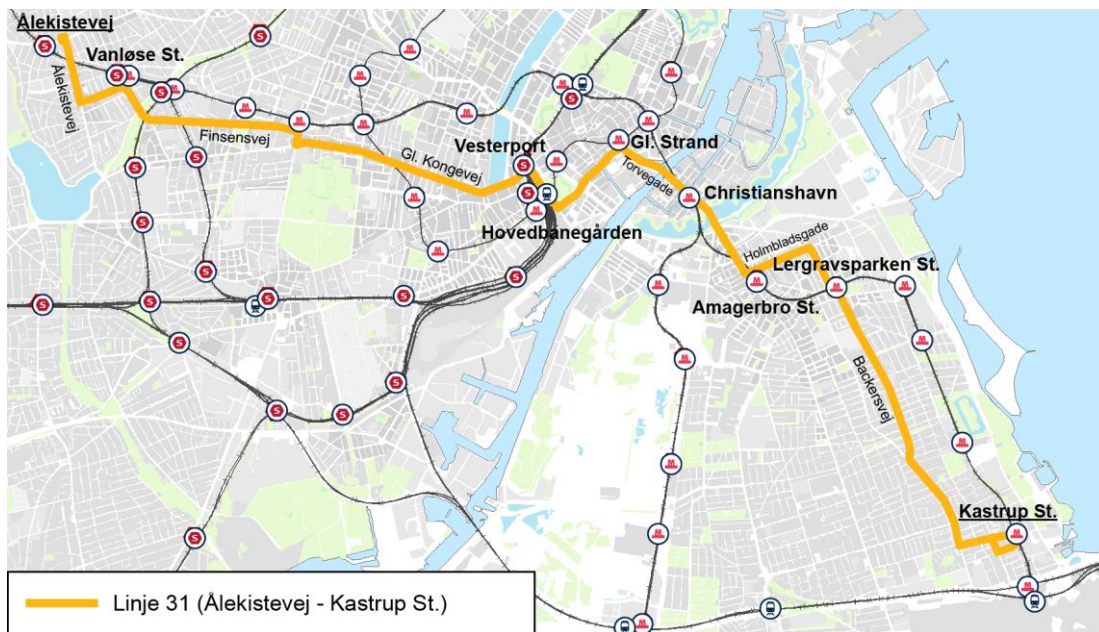 Ålekistevej
Vanløse St.
Ålekistevej
Finsensvej
Gl. Kongevej
Vesterport
Hovedbanegården
Gl. Strand
Torvegade
Christianshavn
Holmbladsgade
Lergravsparken St.
Amagerbro St.
Backersvej
Kastrup St.
Linje 31 (Ålekistevej - Kastrup St.)